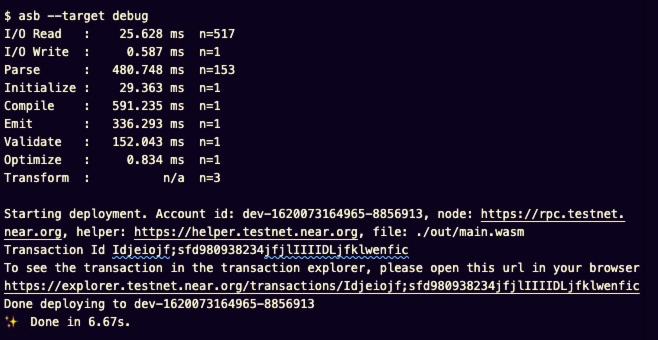 $ asb --target debug
I/O Read   :    25.628 ms  n=517
I/O Write  :     0.587 ms  n=1
Parse      :   480.748 ms  n=153
Initialize :    29.363 ms  n=1
Compile    :   591.235 ms  n=1
Emit       :   336.293 ms  n=1
Validate   :   152.043 ms  n=1
Optimize   :     0.834 ms  n=1
Transform  :          n/a  n=3
Starting deployment. Account id: dev-1620073164965-8856913, node: https://rpc.testnet.
near.org, helper: https://helper.testnet.near.org, file: ./out/main.wasm
Transaction Id Idjeiojf;sfd980938234jfjlIIIIDLjfklwenfic
To see the transaction in the transaction explorer, please open this url in your browser
https://explorer.testnet.near.org/transactions/Idjeiojf;sfd980938234jfjlIIIIDLjfklwenfic
Done deploying to dev-1620073164965-8856913
✨ Done in 6.67s.